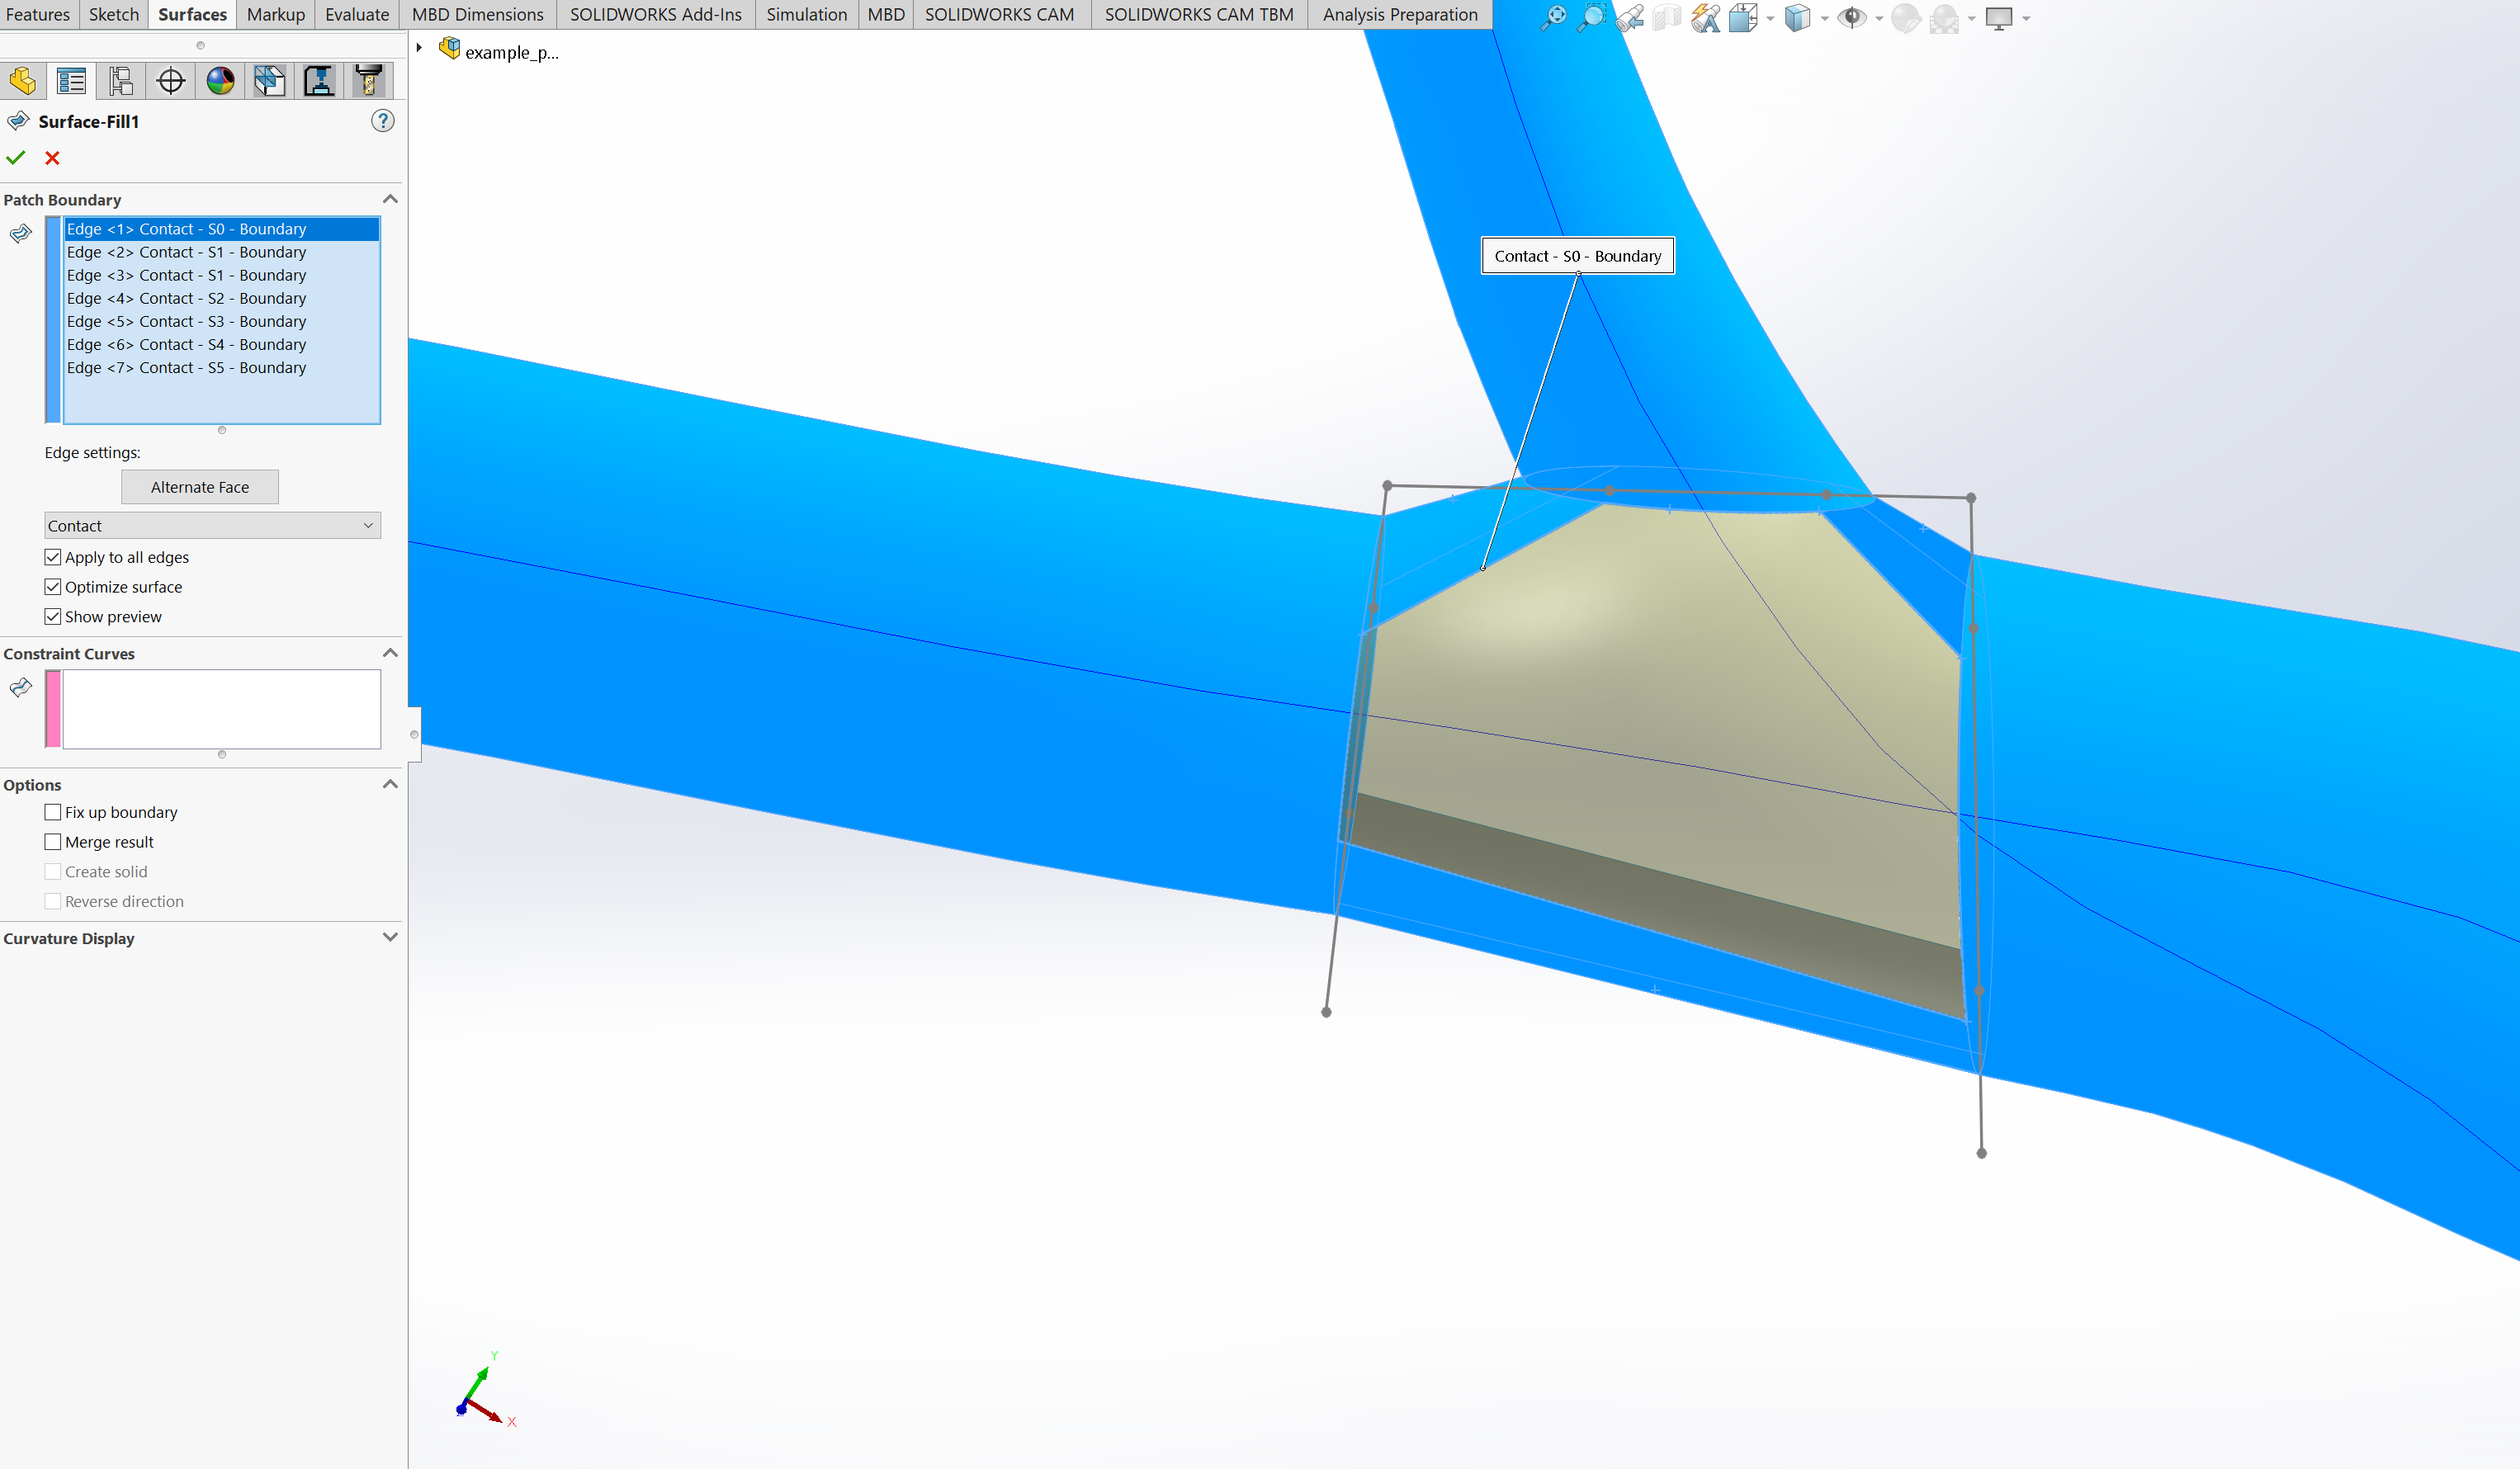 Features Sketch Surfaces Markup Evaluate MBD Dimensions SOLIDWORKS Add-Ins Simulation MBD SOLIDWORKS CAM SOLIDWORKS CAM TBM Analysis Preparation
example_p...
Surface-Fill1
?
Patch Boundary
Edge <1> Contact - S0 - Boundary
Edge <2> Contact - S1 - Boundary
Edge <3> Contact - S1 - Boundary
Edge <4> Contact - S2 - Boundary
Edge <5> Contact - S3 - Boundary
Edge <6> Contact - S4 - Boundary
Edge <7> Contact - S5 - Boundary
Edge settings:
Alternate Face
Contact
Apply to all edges
Optimize surface
Show preview
Constraint Curves
Options
Fix up boundary
Merge result
Create solid
Reverse direction
Curvature Display
Contact - S0 - Boundary
Y
X